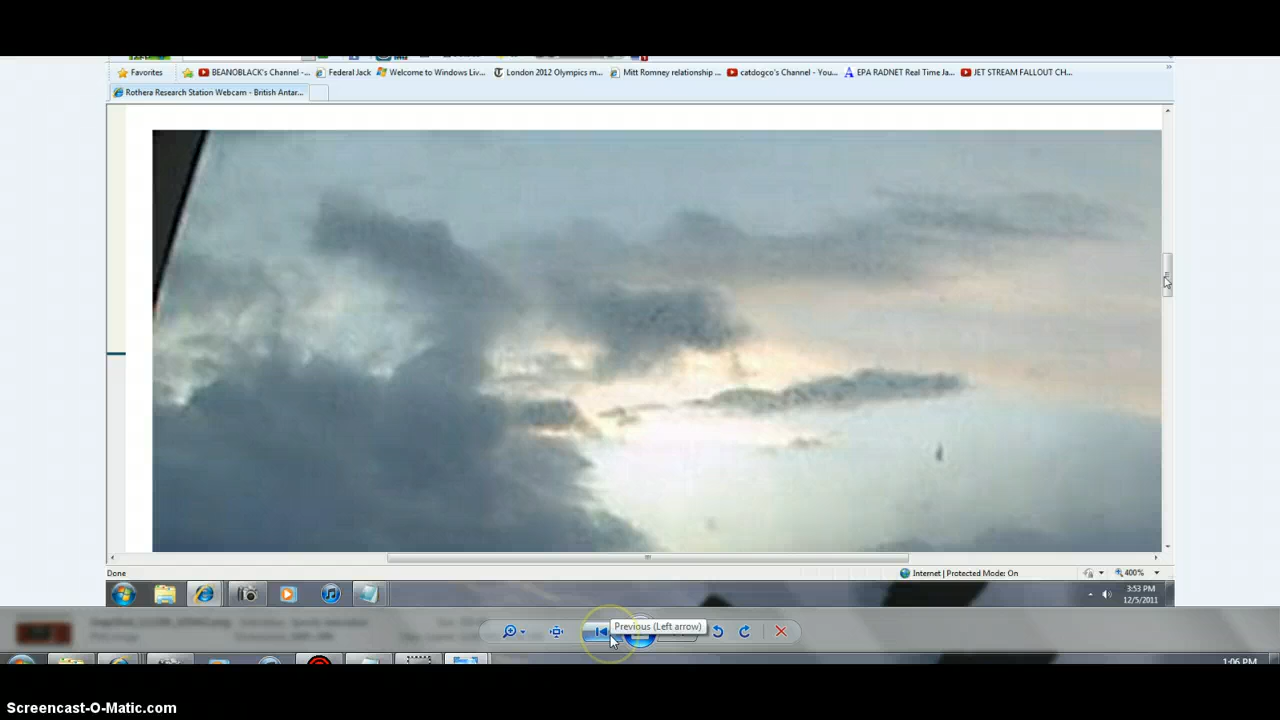 Favorites BEANOBLACK's Channel -... Federal Jack Welcome to Windows Liv... London 2012 Olympics m... Mitt Romney relationship ... catdogco's Channel - You... EPA RADNET Real Time Ja... JET STREAM FALLOUT CH...
Rothera Research Station Webcam - British Antar...
Done Internet | Protected Mode: On 400%
3:53 PM
12/5/2011
Previous (Left arrow)
1:06 PM
Screencast-O-Matic.com